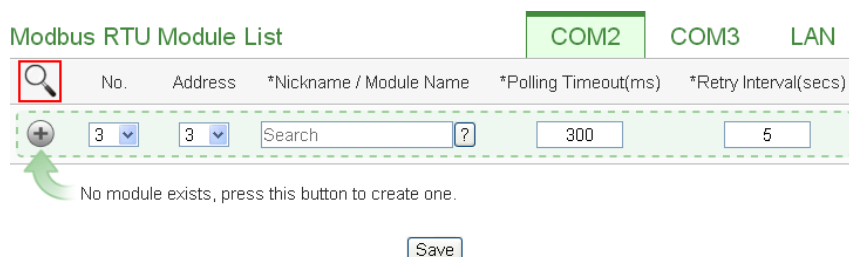 Modbus RTU Module List COM2 COM3 LAN
No. Address *Nickname / Module Name *Polling Timeout(ms) *Retry Interval(secs)
3 3 Search ? 300 5
No module exists, press this button to create one.
Save